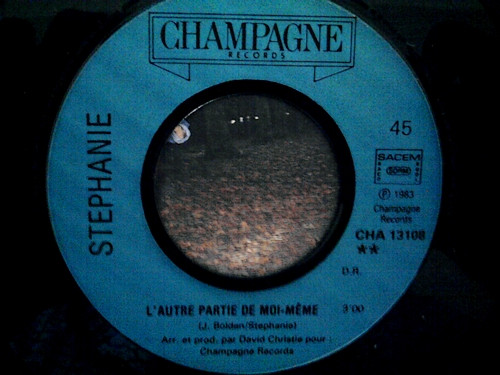 CHAMPAGNE
RECORDS
STEPHANIE
45
SACEM
SDRM
Ⓟ 1983
Champagne
Records
CHA 13108
**
D.R.
L'AUTRE PARTIE DE MOI-MÊME 3'00
(J. Bolden/Stephanie)
Arr. et prod. par David Christie pour :
Champagne Records